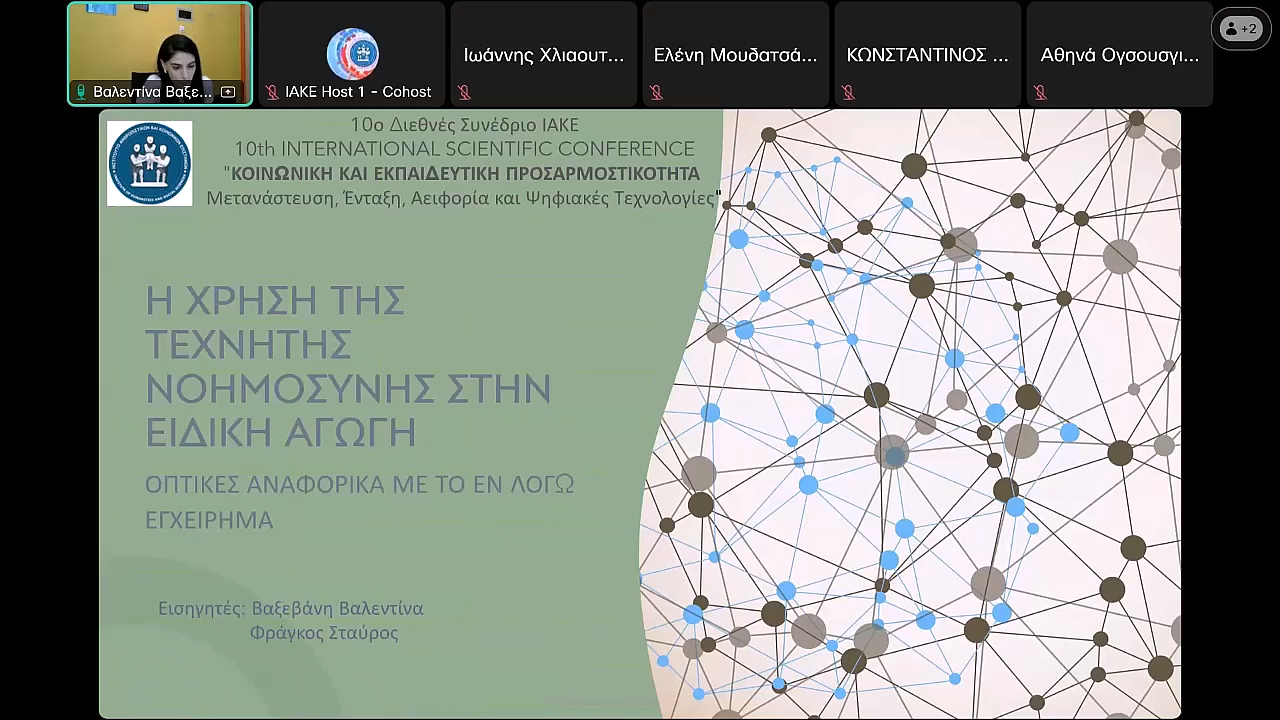 Βαλεντίνα Βαξε...
IAKE Host 1 - Cohost
Ιωάννης Χλιαουτ...
Ελένη Μουδατσά...
ΚΩΝΣΤΑΝΤΙΝΟΣ ...
Αθηνά Ογσουσγι...
+2
10ο Διεθνές Συνέδριο ΙΑΚΕ
10th INTERNATIONAL SCIENTIFIC CONFERENCE
"ΚΟΙΝΩΝΙΚΗ ΚΑΙ ΕΚΠΑΙΔΕΥΤΙΚΗ ΠΡΟΣΑΡΜΟΣΤΙΚΟΤΗΤΑ
Μετανάστευση, Ένταξη, Αειφορία και Ψηφιακές Τεχνολογίες"
Η ΧΡΗΣΗ ΤΗΣ
ΤΕΧΝΗΤΗΣ
ΝΟΗΜΟΣΥΝΗΣ ΣΤΗΝ
ΕΙΔΙΚΗ ΑΓΩΓΗ
ΟΠΤΙΚΕΣ ΑΝΑΦΟΡΙΚΑ ΜΕ ΤΟ ΕΝ ΛΟΓΩ
ΕΓΧΕΙΡΗΜΑ
Εισηγητές: Βαξεβάνη Βαλεντίνα
Φράγκος Σταύρος